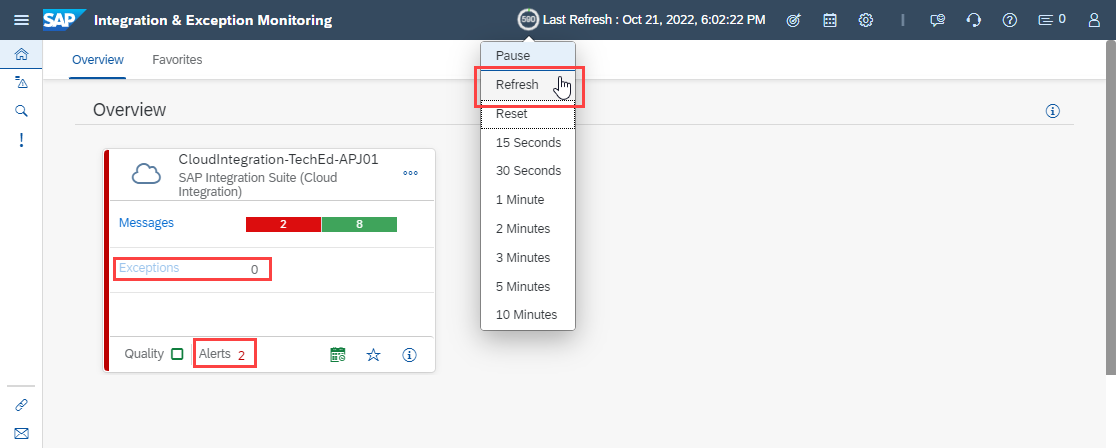 SAP Integration & Exception Monitoring 590 Last Refresh : Oct 21, 2022, 6:02:22 PM 0
Overview Favorites
Pause
Refresh
Reset
15 Seconds
30 Seconds
1 Minute
2 Minutes
3 Minutes
5 Minutes
10 Minutes
Overview
CloudIntegration-TechEd-APJ01
SAP Integration Suite (Cloud
Integration)
Messages 2 8
Exceptions 0
Quality Alerts 2